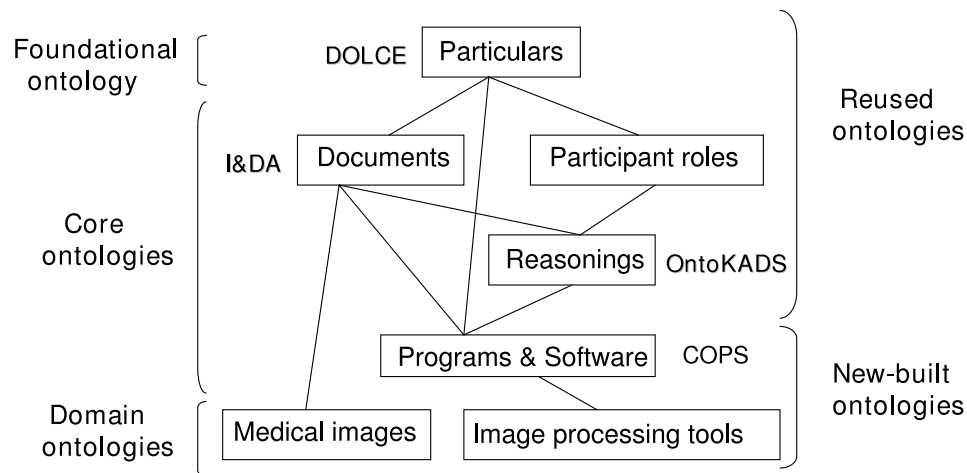 Foundational
ontology
DOLCE
Particulars
Reused
ontologies
I&DA
Documents
Participant roles
Core
ontologies
Reasonings
OntoKADS
Programs & Software
COPS
New-built
ontologies
Domain
ontologies
Medical images
Image processing tools